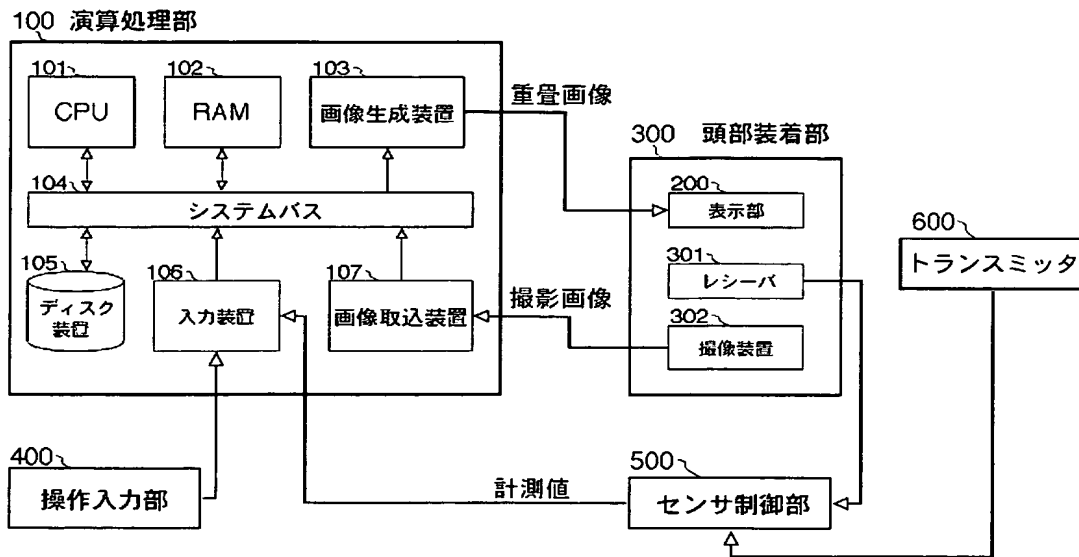 100 演算処理部
101
CPU
102
RAM
103
画像生成装置
104
システムバス
105
ディスク
装置
106
入力装置
107
画像取込装置
重畳画像
撮影画像
300 頭部装着部
200
表示部
301
レシーバ
302
撮像装置
600
トランスミッタ
400
操作入力部
計測値
500
センサ制御部